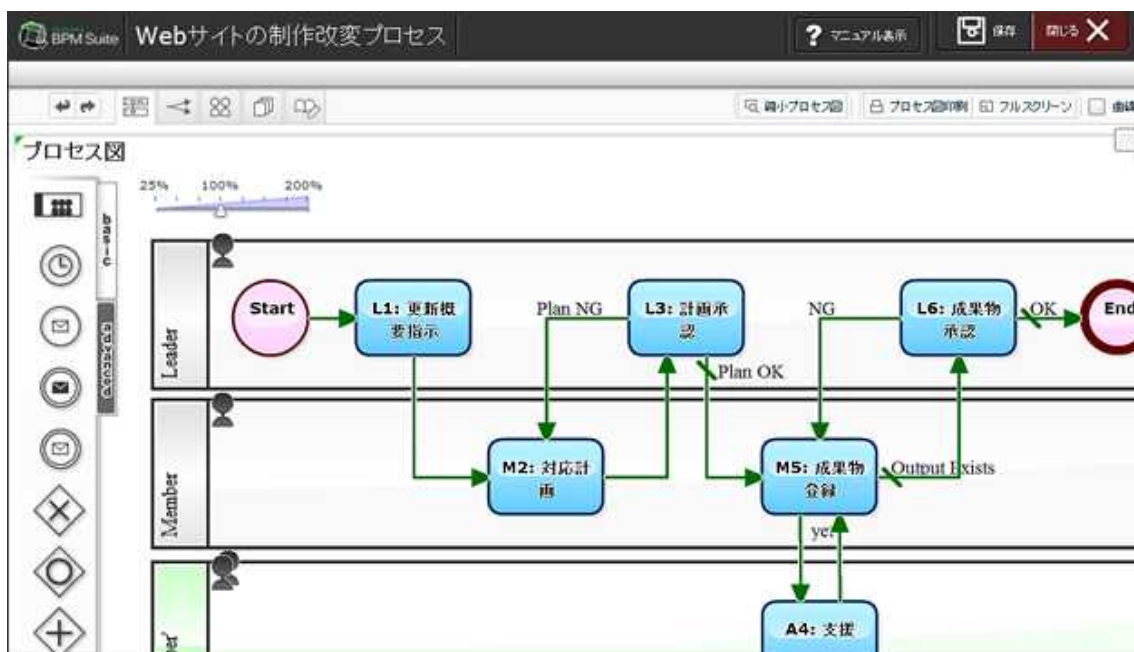 BPM Suite
Webサイトの制作改変プロセス
? マニュアル表示
保存
閉じる
縮小プロセス図
プロセス図印刷
フルスクリーン
曲線
プロセス図
25% 100% 200%
basic
advanced
Leader
Start
L1: 更新概
要指示
Plan NG
L3: 計画承
認
Plan OK
NG
L6: 成果物
承認
OK
End
Member
M2: 対応計
画
M5: 成果物
登録
Output Exists
yet
A4: 支援